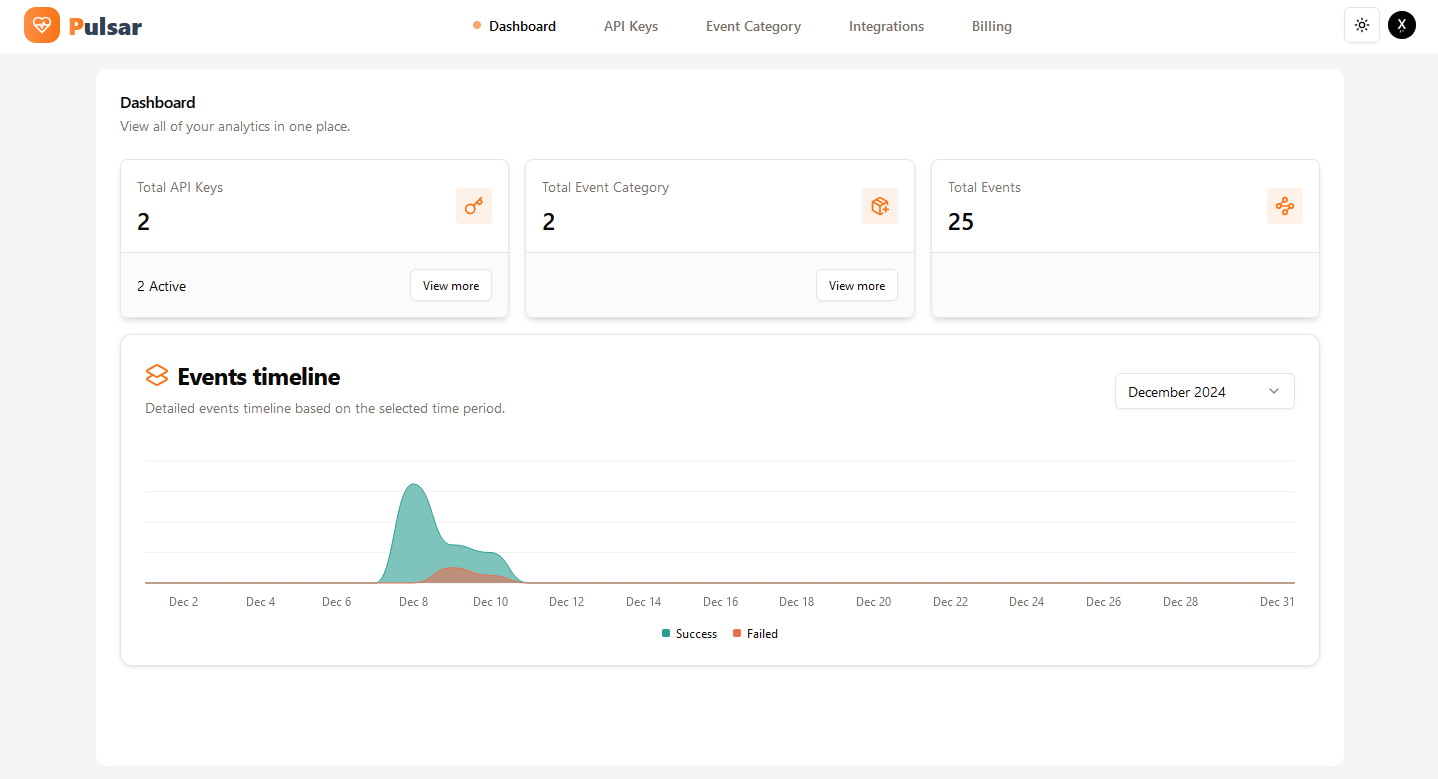 Pulsar
Dashboard
API Keys
Event Category
Integrations
Billing
X
Dashboard
View all of your analytics in one place.
Total API Keys
2
2 Active
View more
Total Event Category
2
View more
Total Events
25
Events timeline
Detailed events timeline based on the selected time period.
December 2024
Dec 2 Dec 4 Dec 6 Dec 8 Dec 10 Dec 12 Dec 14 Dec 16 Dec 18 Dec 20 Dec 22 Dec 24 Dec 26 Dec 28 Dec 31
Success Failed